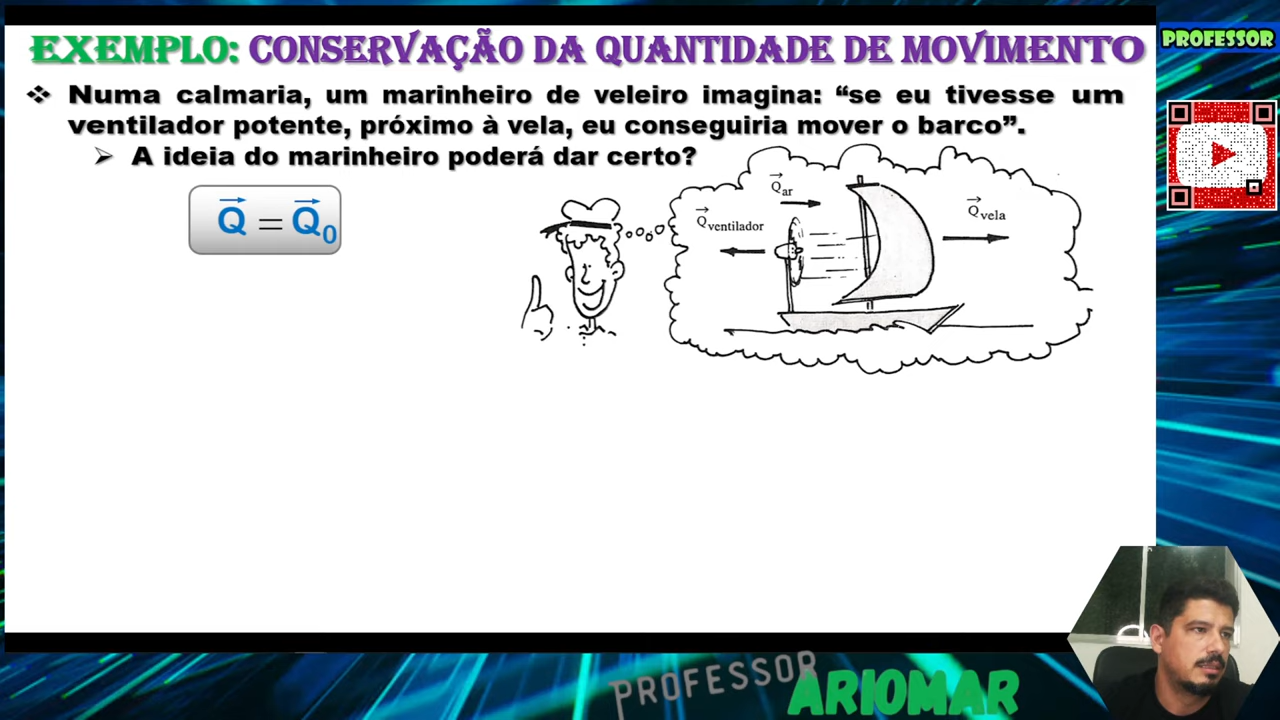 EXEMPLO: CONSERVAÇÃO DA QUANTIDADE DE MOVIMENTO
PROFESSOR
❖ Numa calmaria, um marinheiro de veleiro imagina: “se eu tivesse um
ventilador potente, próximo à vela, eu conseguiria mover o barco”.
➢ A ideia do marinheiro poderá dar certo?
Q = Q0
Qar
Qventilador
Qvela
PROFESSOR
ARIOMAR